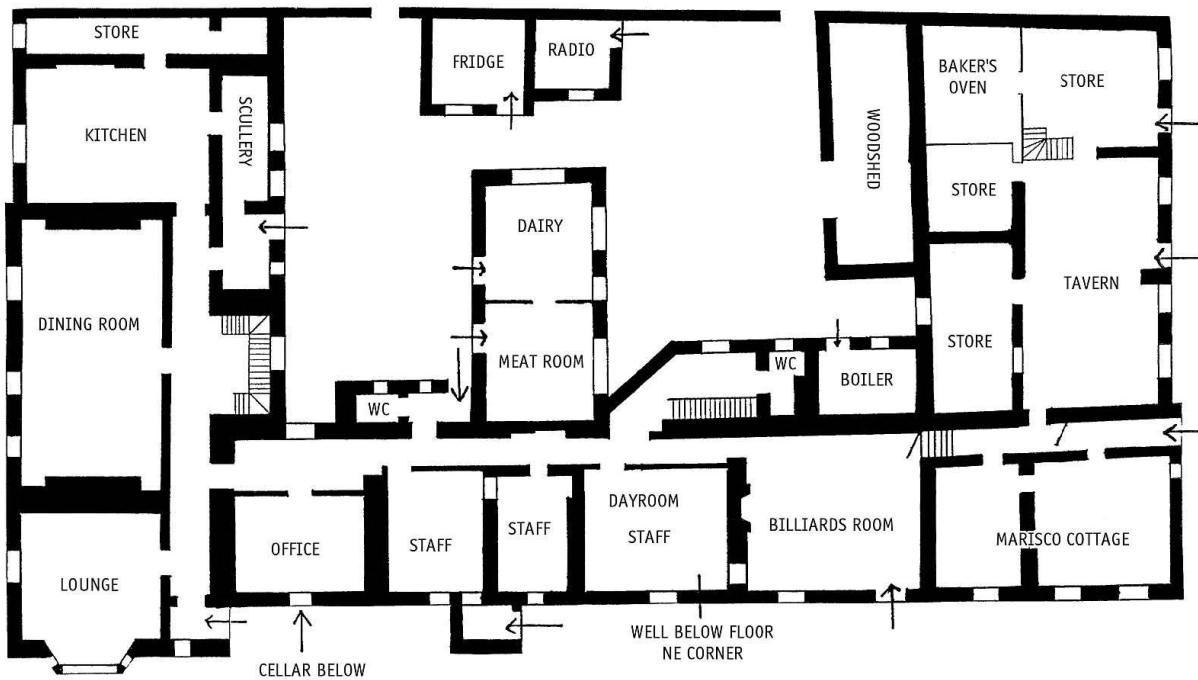 STORE
FRIDGE
RADIO
BAKER'S
OVEN
STORE
KITCHEN
SCULLERY
WOODSHED
STORE
DAIRY
TAVERN
DINING ROOM
MEAT ROOM
STORE
WC
BOILER
WC
DAYROOM
STAFF
BILLIARDS ROOM
OFFICE
STAFF
STAFF
MARISCO COTTAGE
LOUNGE
WELL BELOW FLOOR
NE CORNER
CELLAR BELOW